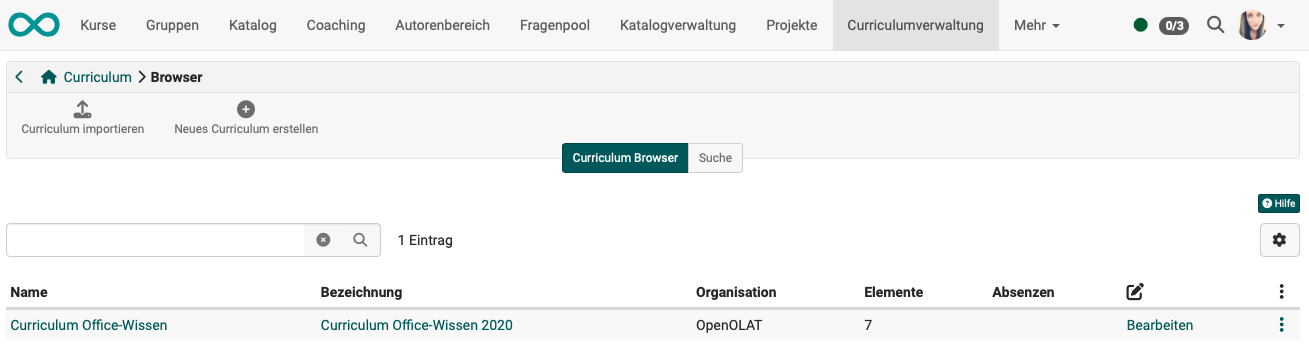 Kurse Gruppen Katalog Coaching Autorenbereich Fragenpool Katalogverwaltung Projekte Curriculumverwaltung Mehr 0/3
Curriculum Browser
Curriculum importieren Neues Curriculum erstellen
Curriculum Browser Suche
Hilfe
1 Eintrag
Name Bezeichnung Organisation Elemente Absenzen
Curriculum Office-Wissen Curriculum Office-Wissen 2020 OpenOLAT 7 Bearbeiten